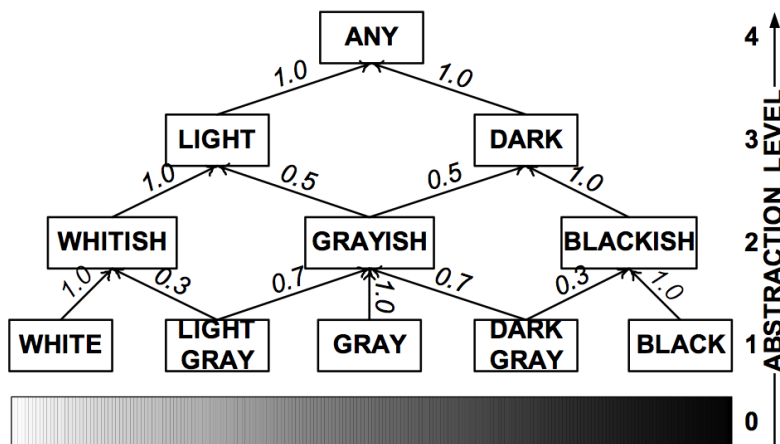 ANY
4
1.0
1.0
LIGHT
DARK
3
1.0
0.5
0.5
1.0
WHITISH
GRAYISH
BLACKISH
2
1.0
0.3
0.7
1.0
0.7
0.3
1.0
WHITE
LIGHT
GRAY
GRAY
DARK
GRAY
BLACK
1
0
ABSTRACTION LEVEL